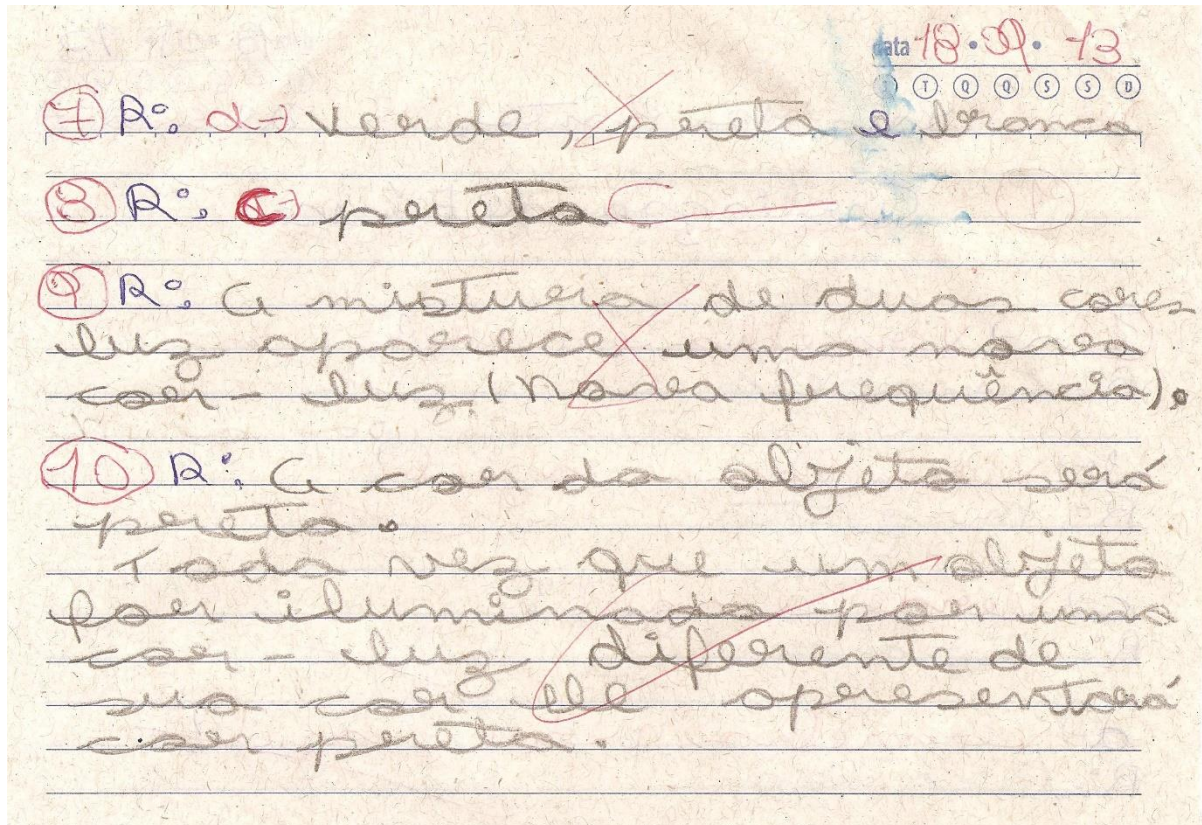 data 18 · 09 · 13
T Q Q S S D
7 R: d→ Verde, preta e branca
8 R: C) preta
9 R: A mistura de duas cores
luz aparece uma nova
cor-luz (Nova frequência).
10 R: A cor do objeto será
preta.
Toda vez que um objeto
for iluminado por uma
cor-luz diferente de
sua cor ele apresentará
cor preta.